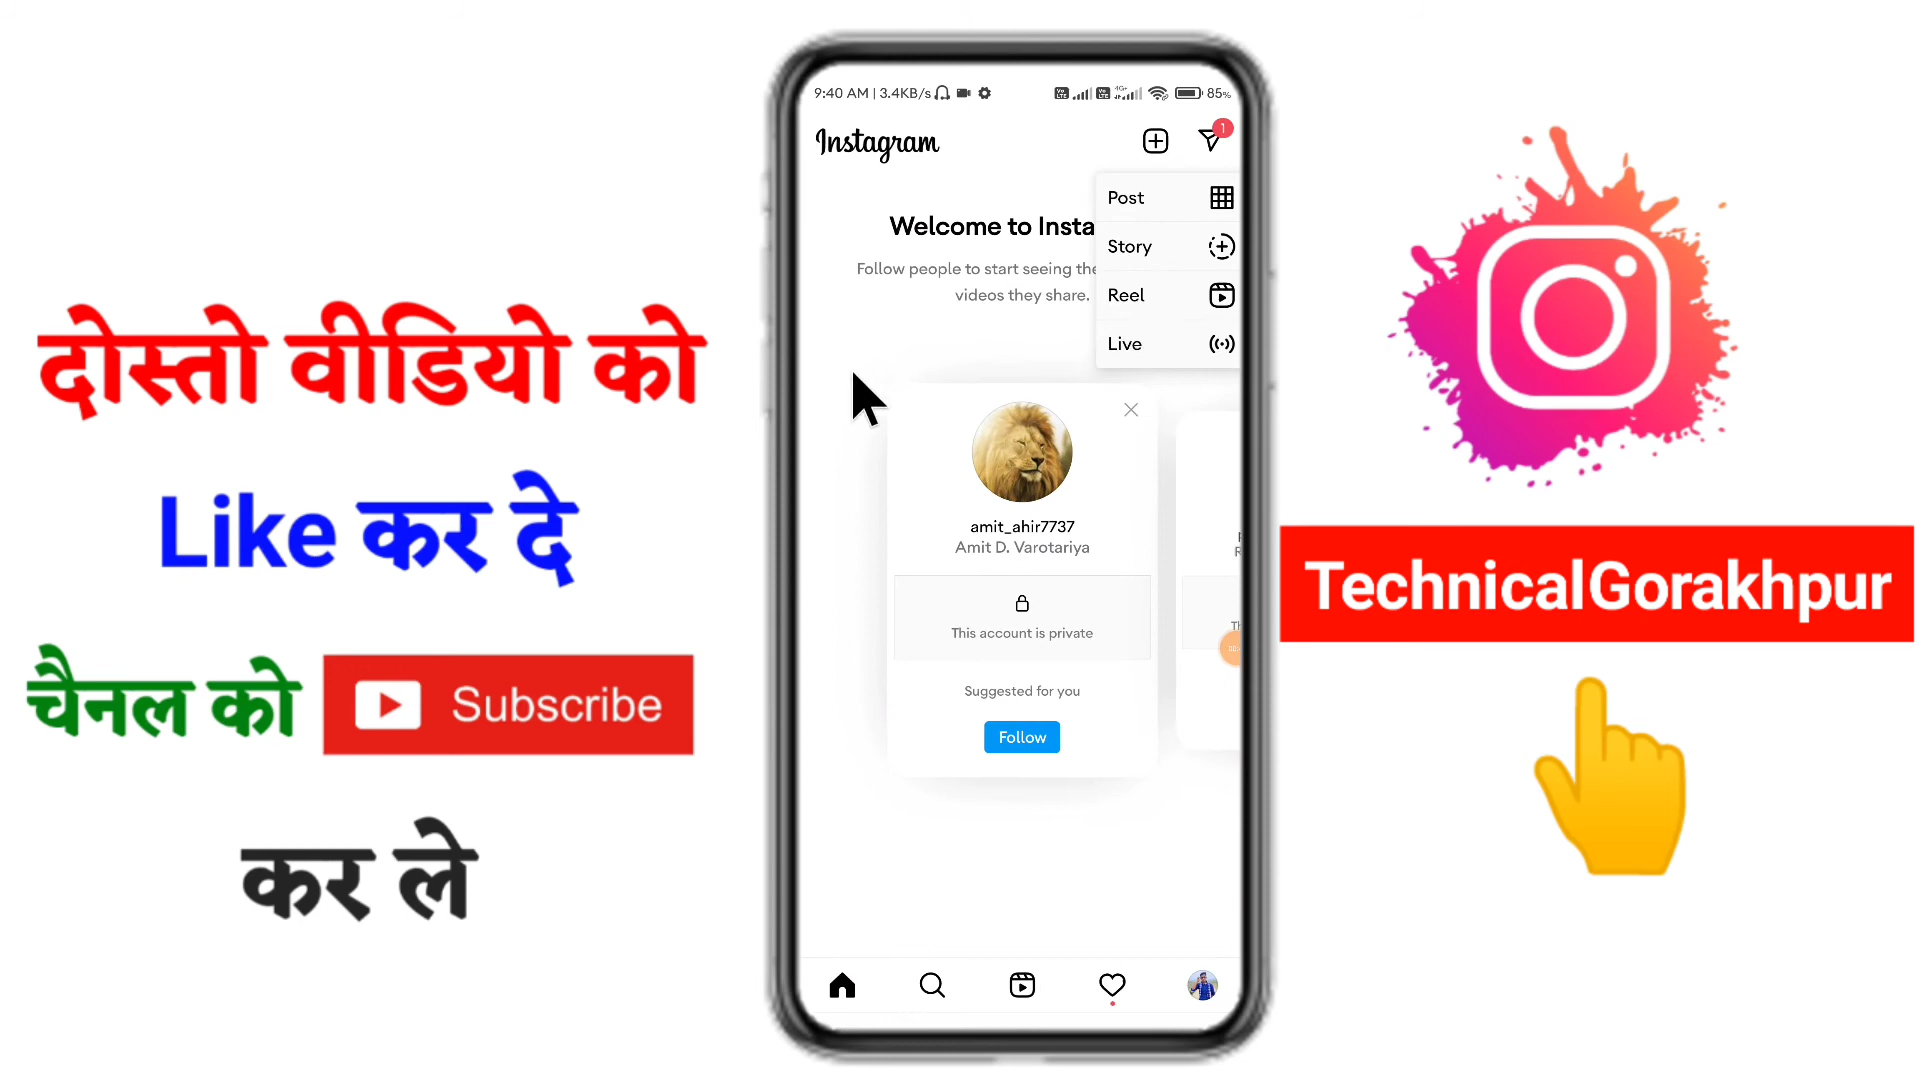 दोस्तो वीडियो को
Like कर दे
चैनल को Subscribe
कर ले
9:40 AM | 3.4KB/s
4G+
85%
Instagram
1
Post
Story
Reel
Live
Welcome to Insta
Follow people to start seeing the
videos they share.
amit_ahir7737
Amit D. Varotariya
This account is private
Suggested for you
Follow
TechnicalGorakhpur